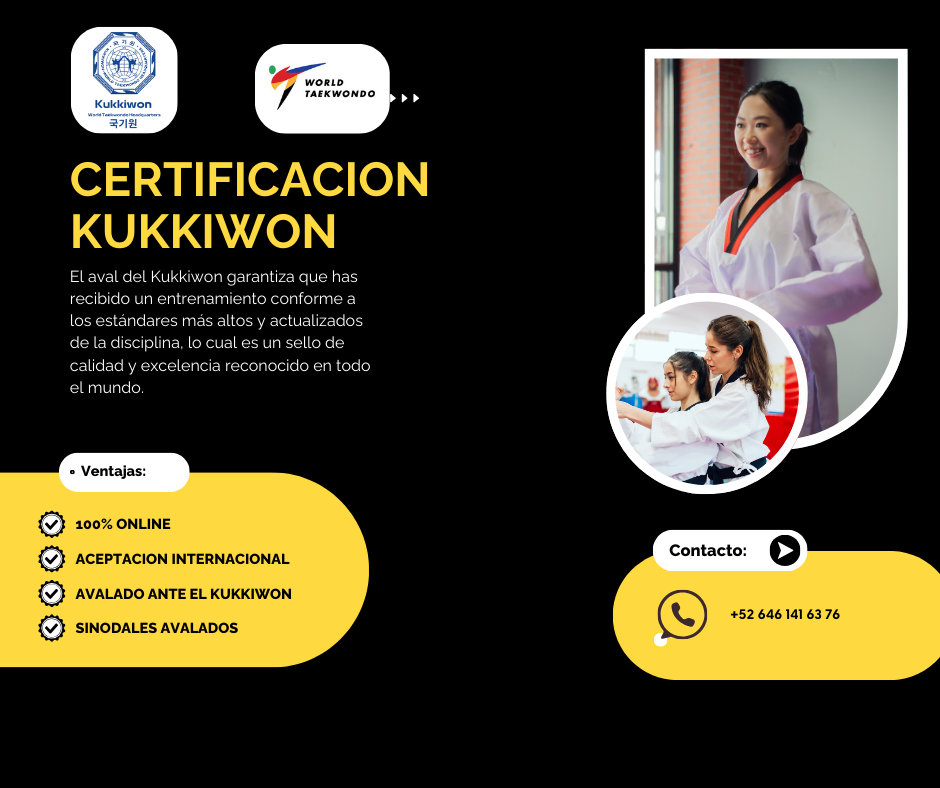 Kukkiwon
World Taekwondo Headquarters
국기원
WORLD
TAEKWONDO
CERTIFICACION
KUKKIWON
El aval del Kukkiwon garantiza que has
recibido un entrenamiento conforme a
los estándares más altos y actualizados
de la disciplina, lo cual es un sello de
calidad y excelencia reconocido en todo
el mundo.
Ventajas:
100% ONLINE
ACEPTACION INTERNACIONAL
AVALADO ANTE EL KUKKIWON
SINODALES AVALADOS
Contacto:
+52 646 141 63 76